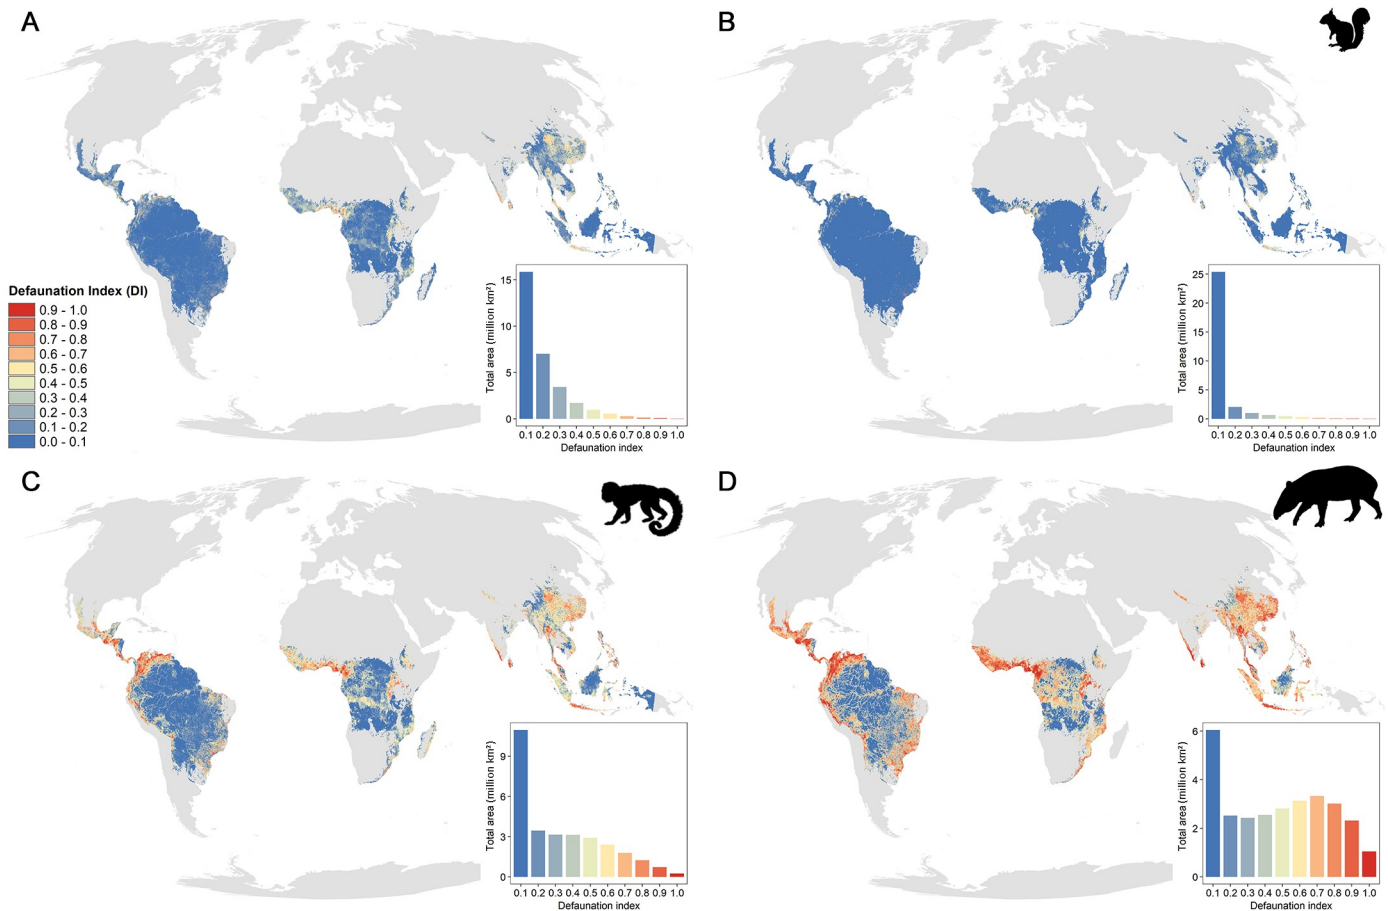 A
B
Defaunation Index (DI)
0.9 - 1.0
0.8 - 0.9
0.7 - 0.8
0.6 - 0.7
0.5 - 0.6
0.4 - 0.5
0.3 - 0.4
0.2 - 0.3
0.1 - 0.2
0.0 - 0.1
Total area (million km²)
15
10
5
0
0.1 0.2 0.3 0.4 0.5 0.6 0.7 0.8 0.9 1.0
Defaunation index
Total area (million km²)
25
20
15
10
5
0
0.1 0.2 0.3 0.4 0.5 0.6 0.7 0.8 0.9 1.0
Defaunation index
C
D
Total area (million km²)
9
6
3
0
0.1 0.2 0.3 0.4 0.5 0.6 0.7 0.8 0.9 1.0
Defaunation index
Total area (million km²)
6
4
2
0
0.1 0.2 0.3 0.4 0.5 0.6 0.7 0.8 0.9 1.0
Defaunation index